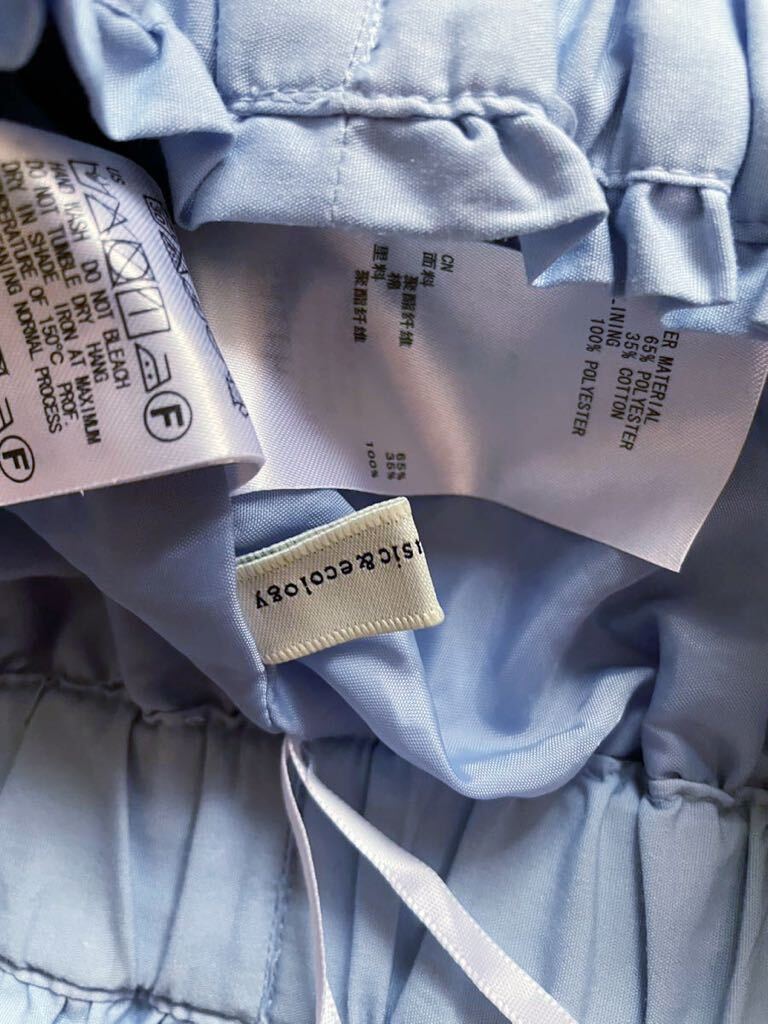 US
HAND WASH DO NOT BLEACH
DO NOT TUMBLE DRY, HANG
DRY IN SHADE IRON AT MAXIMUM
TEMPERATURE OF 150℃, PROF.
CLEANING NORMAL PROCESS
F
F
CN
面料
聚酯纤维
棉
里料
聚酯纤维
65%
35%
100%
ER MATERIAL
65% POLYESTER
35% COTTON
LINING
100% POLYESTER
usic&ecology